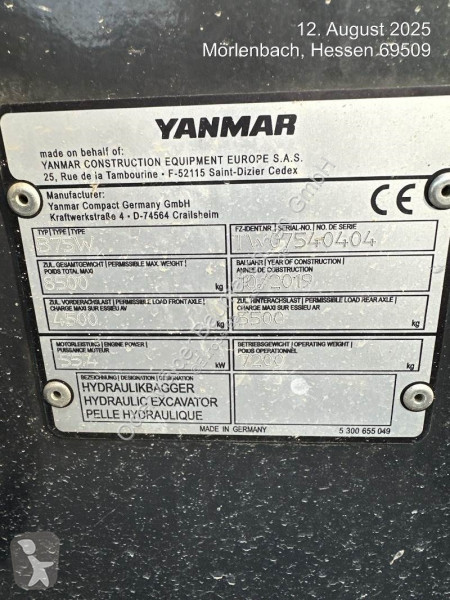 12. August 2025
Mörlenbach, Hessen 69509
YANMAR
made on behalf of:
YANMAR CONSTRUCTION EQUIPMENT EUROPE S.A.S.
25, Rue de la Tambourine • F-52115 Saint-Dizier Cedex
Manufacturer:
Yanmar Compact Germany GmbH
Kraftwerkstraße 4 • D-74564 Crailsheim
CE
TYP | TYPE | TYPE
FZ-IDENT.NR | SERIAL-NO. | NO. DE SERIE
ZUL. GESAMTGEWICHT | PERMISSIBLE MAX. WEIGHT |
POIDS TOTAL MAXI
8500 kg
BAUJAHR | YEAR OF CONSTRUCTION |
ANNEE DE CONSTRUCTION
2018
ZUL. VORDERACHSLAST | PERMISSIBLE LOAD FRONT AXLE |
CHARGE MAXI SUR ESSIEU AV
4500 kg
ZUL. HINTERACHSLAST | PERMISSIBLE LOAD REAR AXLE |
CHARGE MAXI SUR ESSIEU AR
5500 kg
MOTORLEISTUNG | ENGINE POWER |
PUISSANCE MOTEUR
kW
BETRIEBSGEWICHT | OPERATING WEIGHT |
POIDS OPERATIONNEL
kg
BEZEICHNUNG | DESIGNATION | DESIGNATION
HYDRAULIKBAGGER
HYDRAULIC EXCAVATOR
PELLE HYDRAULIQUE
MADE IN GERMANY
5 300 655 049